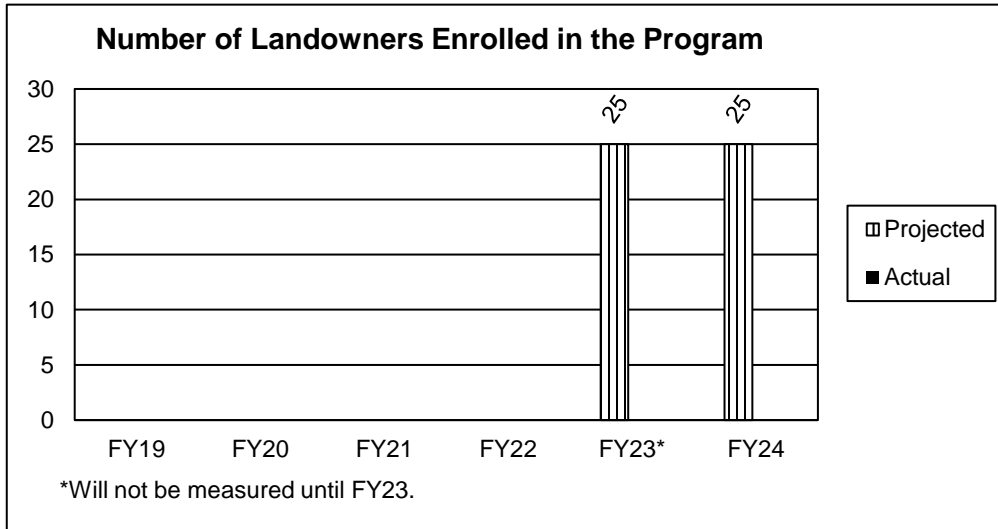 Number of Landowners Enrolled in the Program
30
25
20
15
10
5
0
25
25
FY19
FY20
FY21
FY22
FY23*
FY24
*Will not be measured until FY23.
Projected
Actual